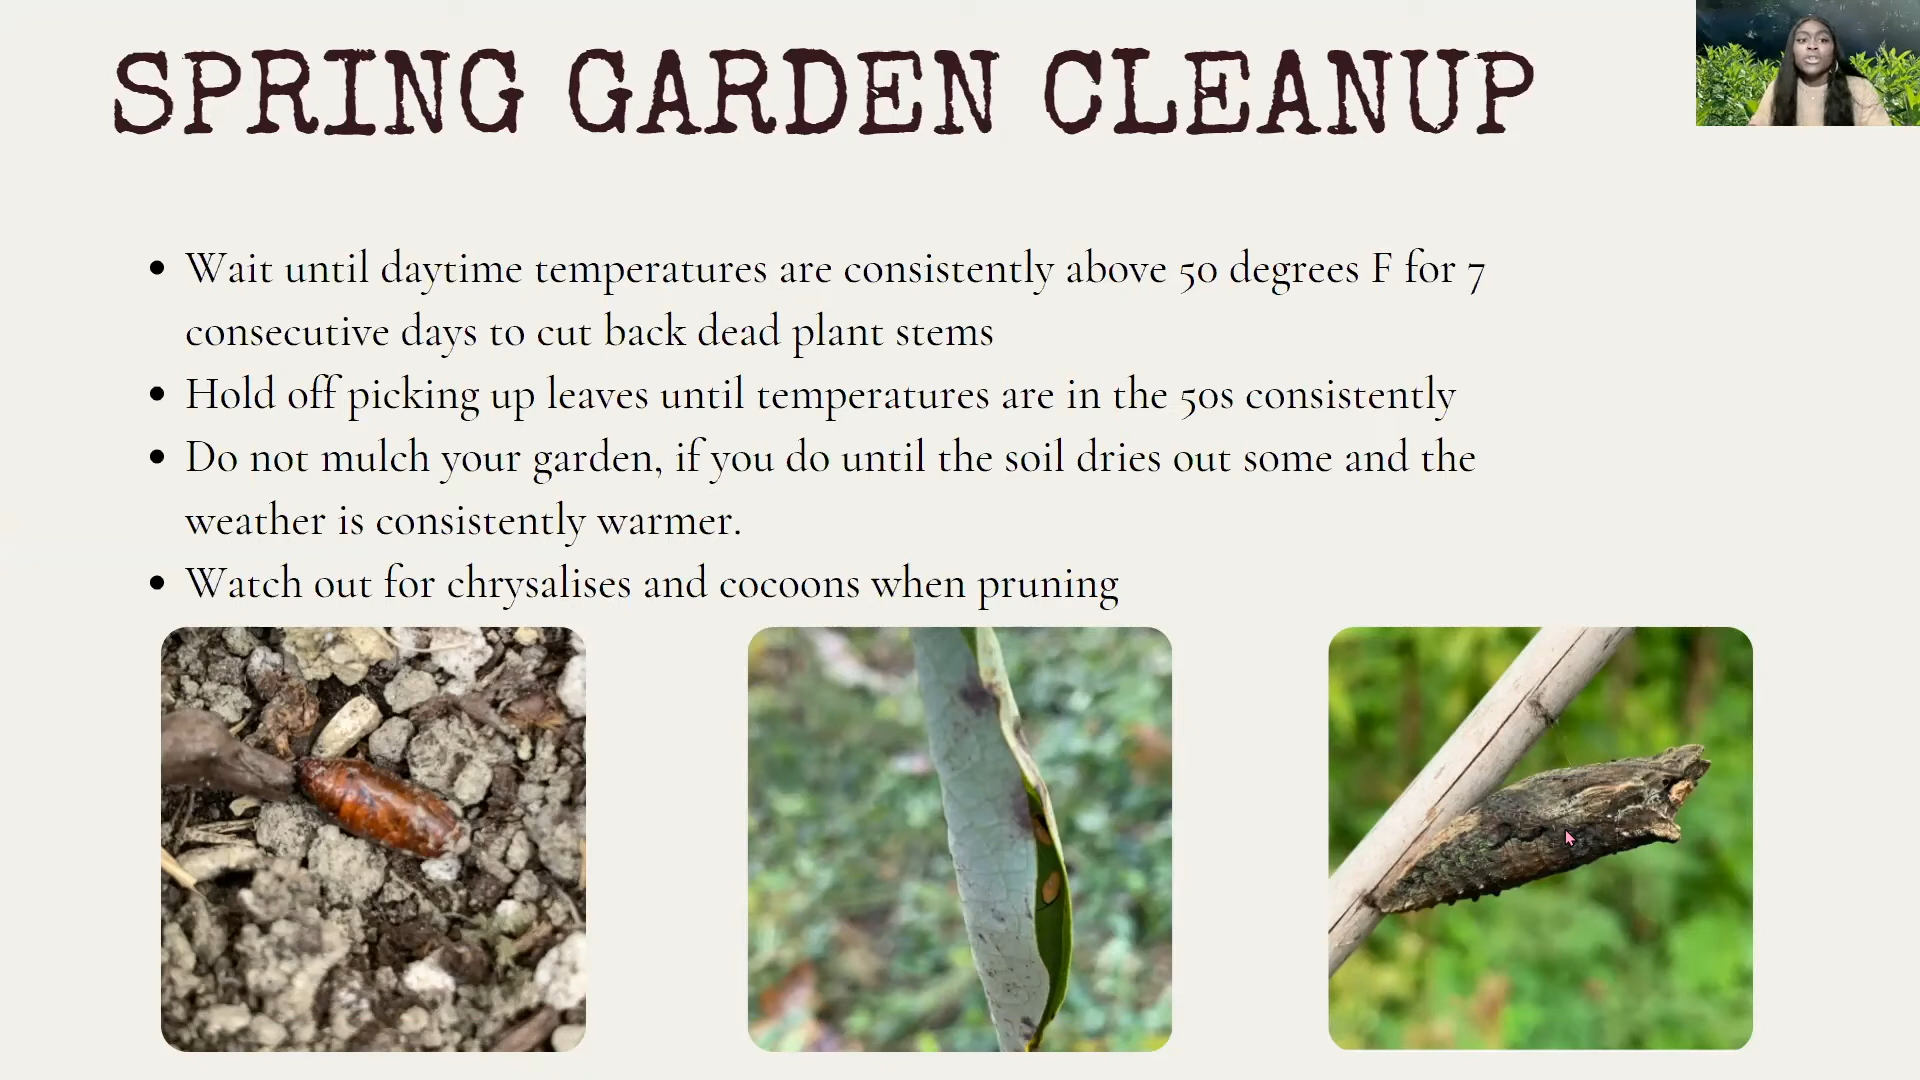 SPRING GARDEN CLEANUP
• Wait until daytime temperatures are consistently above 50 degrees F for 7
consecutive days to cut back dead plant stems
• Hold off picking up leaves until temperatures are in the 50s consistently
• Do not mulch your garden, if you do until the soil dries out some and the
weather is consistently warmer.
• Watch out for chrysalises and cocoons when pruning